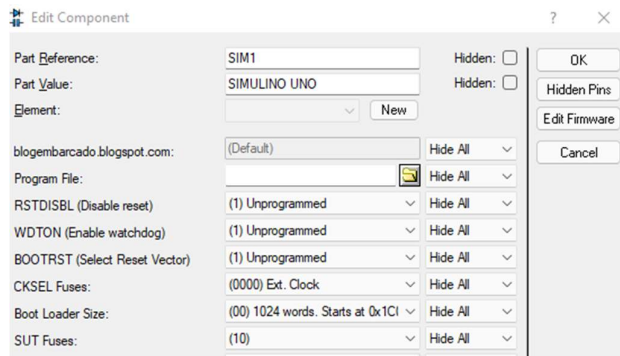 Edit Component ?
Part Reference: SIM1 Hidden: OK
Part Value: SIMULINO UNO Hidden: Hidden Pins
Element: New Edit Firmware
blogembarcado.blogspot.com: (Default) Hide All Cancel
Program File: Hide All
RSTDISBL (Disable reset) (1) Unprogrammed Hide All
WDTON (Enable watchdog) (1) Unprogrammed Hide All
BOOTRST (Select Reset Vector) (1) Unprogrammed Hide All
CKSEL Fuses: (0000) Ext. Clock Hide All
Boot Loader Size: (00) 1024 words. Starts at Hide All
SUT Fuses: (10) Hide All